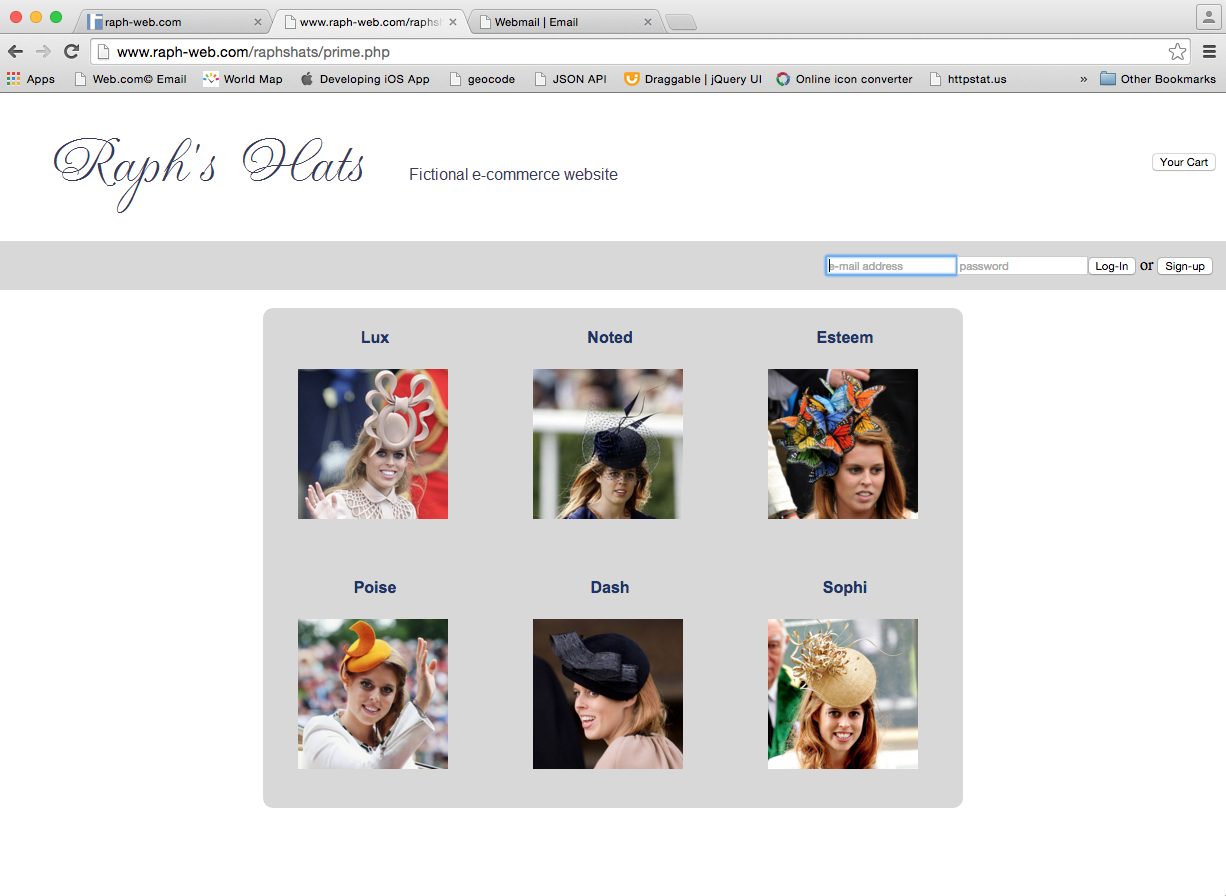 raph-web.com
www.raph-web.com/raphs
Webmail | Email
www.raph-web.com/raphshats/prime.php
Apps Web.com© Email World Map Developing iOS App geocode JSON API Draggable | jQuery UI Online icon converter httpstat.us » Other Bookmarks
Raph's Hats Fictional e-commerce website Your Cart
e-mail address password Log-In or Sign-up
Lux Noted Esteem
Poise Dash Sophi